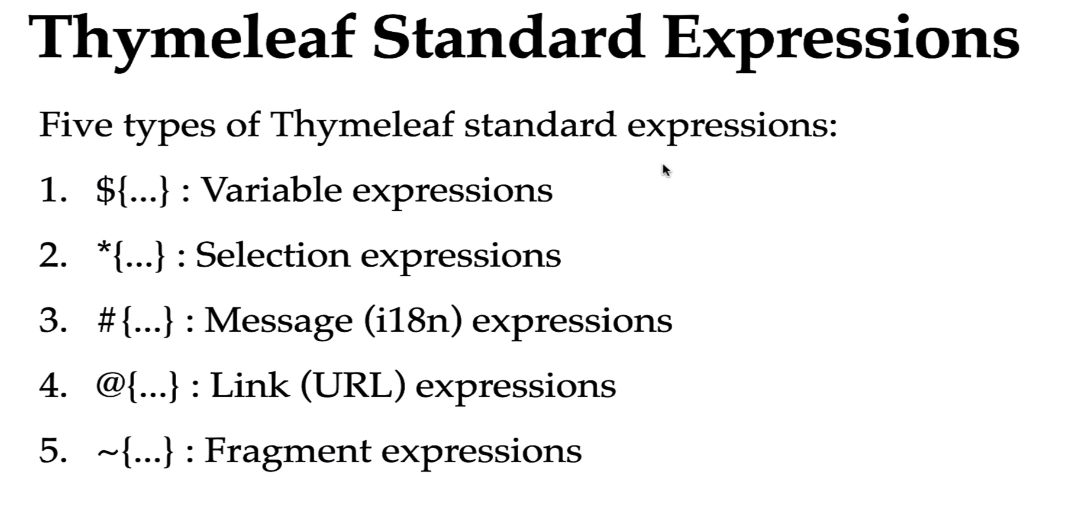 Thymeleaf Standard Expressions
Five types of Thymeleaf standard expressions:
1. ${...} : Variable expressions
2. *{...} : Selection expressions
3. #{...} : Message (i18n) expressions
4. @{...} : Link (URL) expressions
5. ~{...} : Fragment expressions